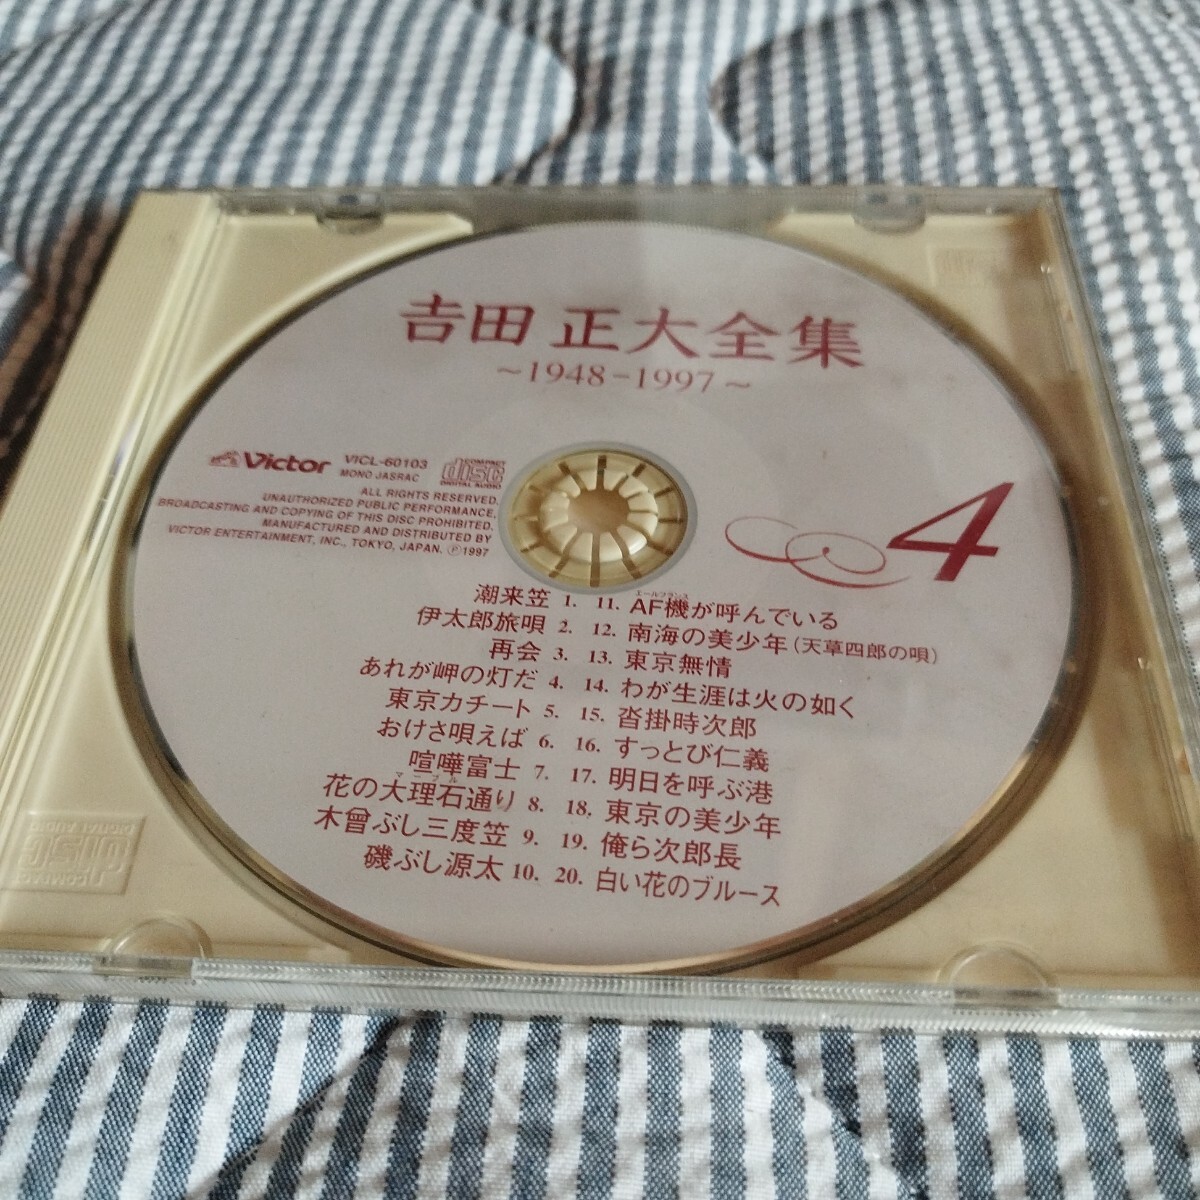 吉田 正大全集
～1948-1997～
Victor
VICL-60103
MONO JASRAC
COMPACT
disc
DIGITAL AUDIO
ALL RIGHTS RESERVED.
UNAUTHORIZED PUBLIC PERFORMANCE,
BROADCASTING AND COPYING OF THIS DISC PROHIBITED.
MANUFACTURED AND DISTRIBUTED BY
VICTOR ENTERTAINMENT, INC., TOKYO, JAPAN. ℗1997
4
潮来笠 1.
伊太郎旅唄 2.
再会 3.
あれが岬の灯だ 4.
東京カチート 5.
おけさ唄えば 6.
喧嘩富士 7.
マーブル
花の大理石通り 8.
木曾ぶし三度笠 9.
磯ぶし源太 10.
エールフランス
11. AF機が呼んでいる
12. 南海の美少年(天草四郎の唄)
13. 東京無情
14. わが生涯は火の如く
15. 沓掛時次郎
16. すっとび仁義
17. 明日を呼ぶ港
18. 東京の美少年
19. 俺ら次郎長
20. 白い花のブルース
COMPACT
disc
DIGITAL AUDIO